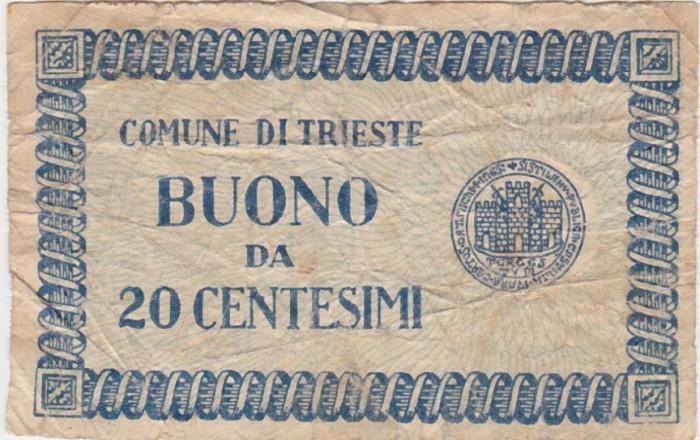 COMUNE DI TRIESTE
BUONO
DA
20 CENTESIMI